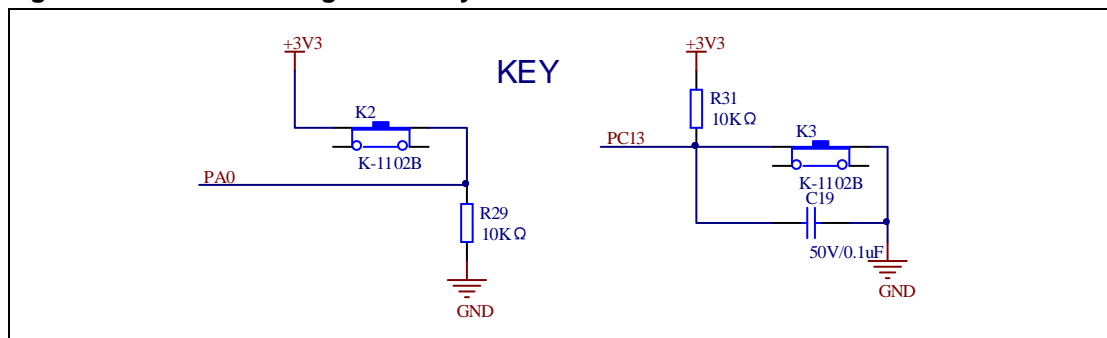 +3V3
KEY
K2
K-1102B
PA0
R29
10KΩ
GND
+3V3
R31
10KΩ
PC13
K3
K-1102B
C19
50V/0.1uF
GND